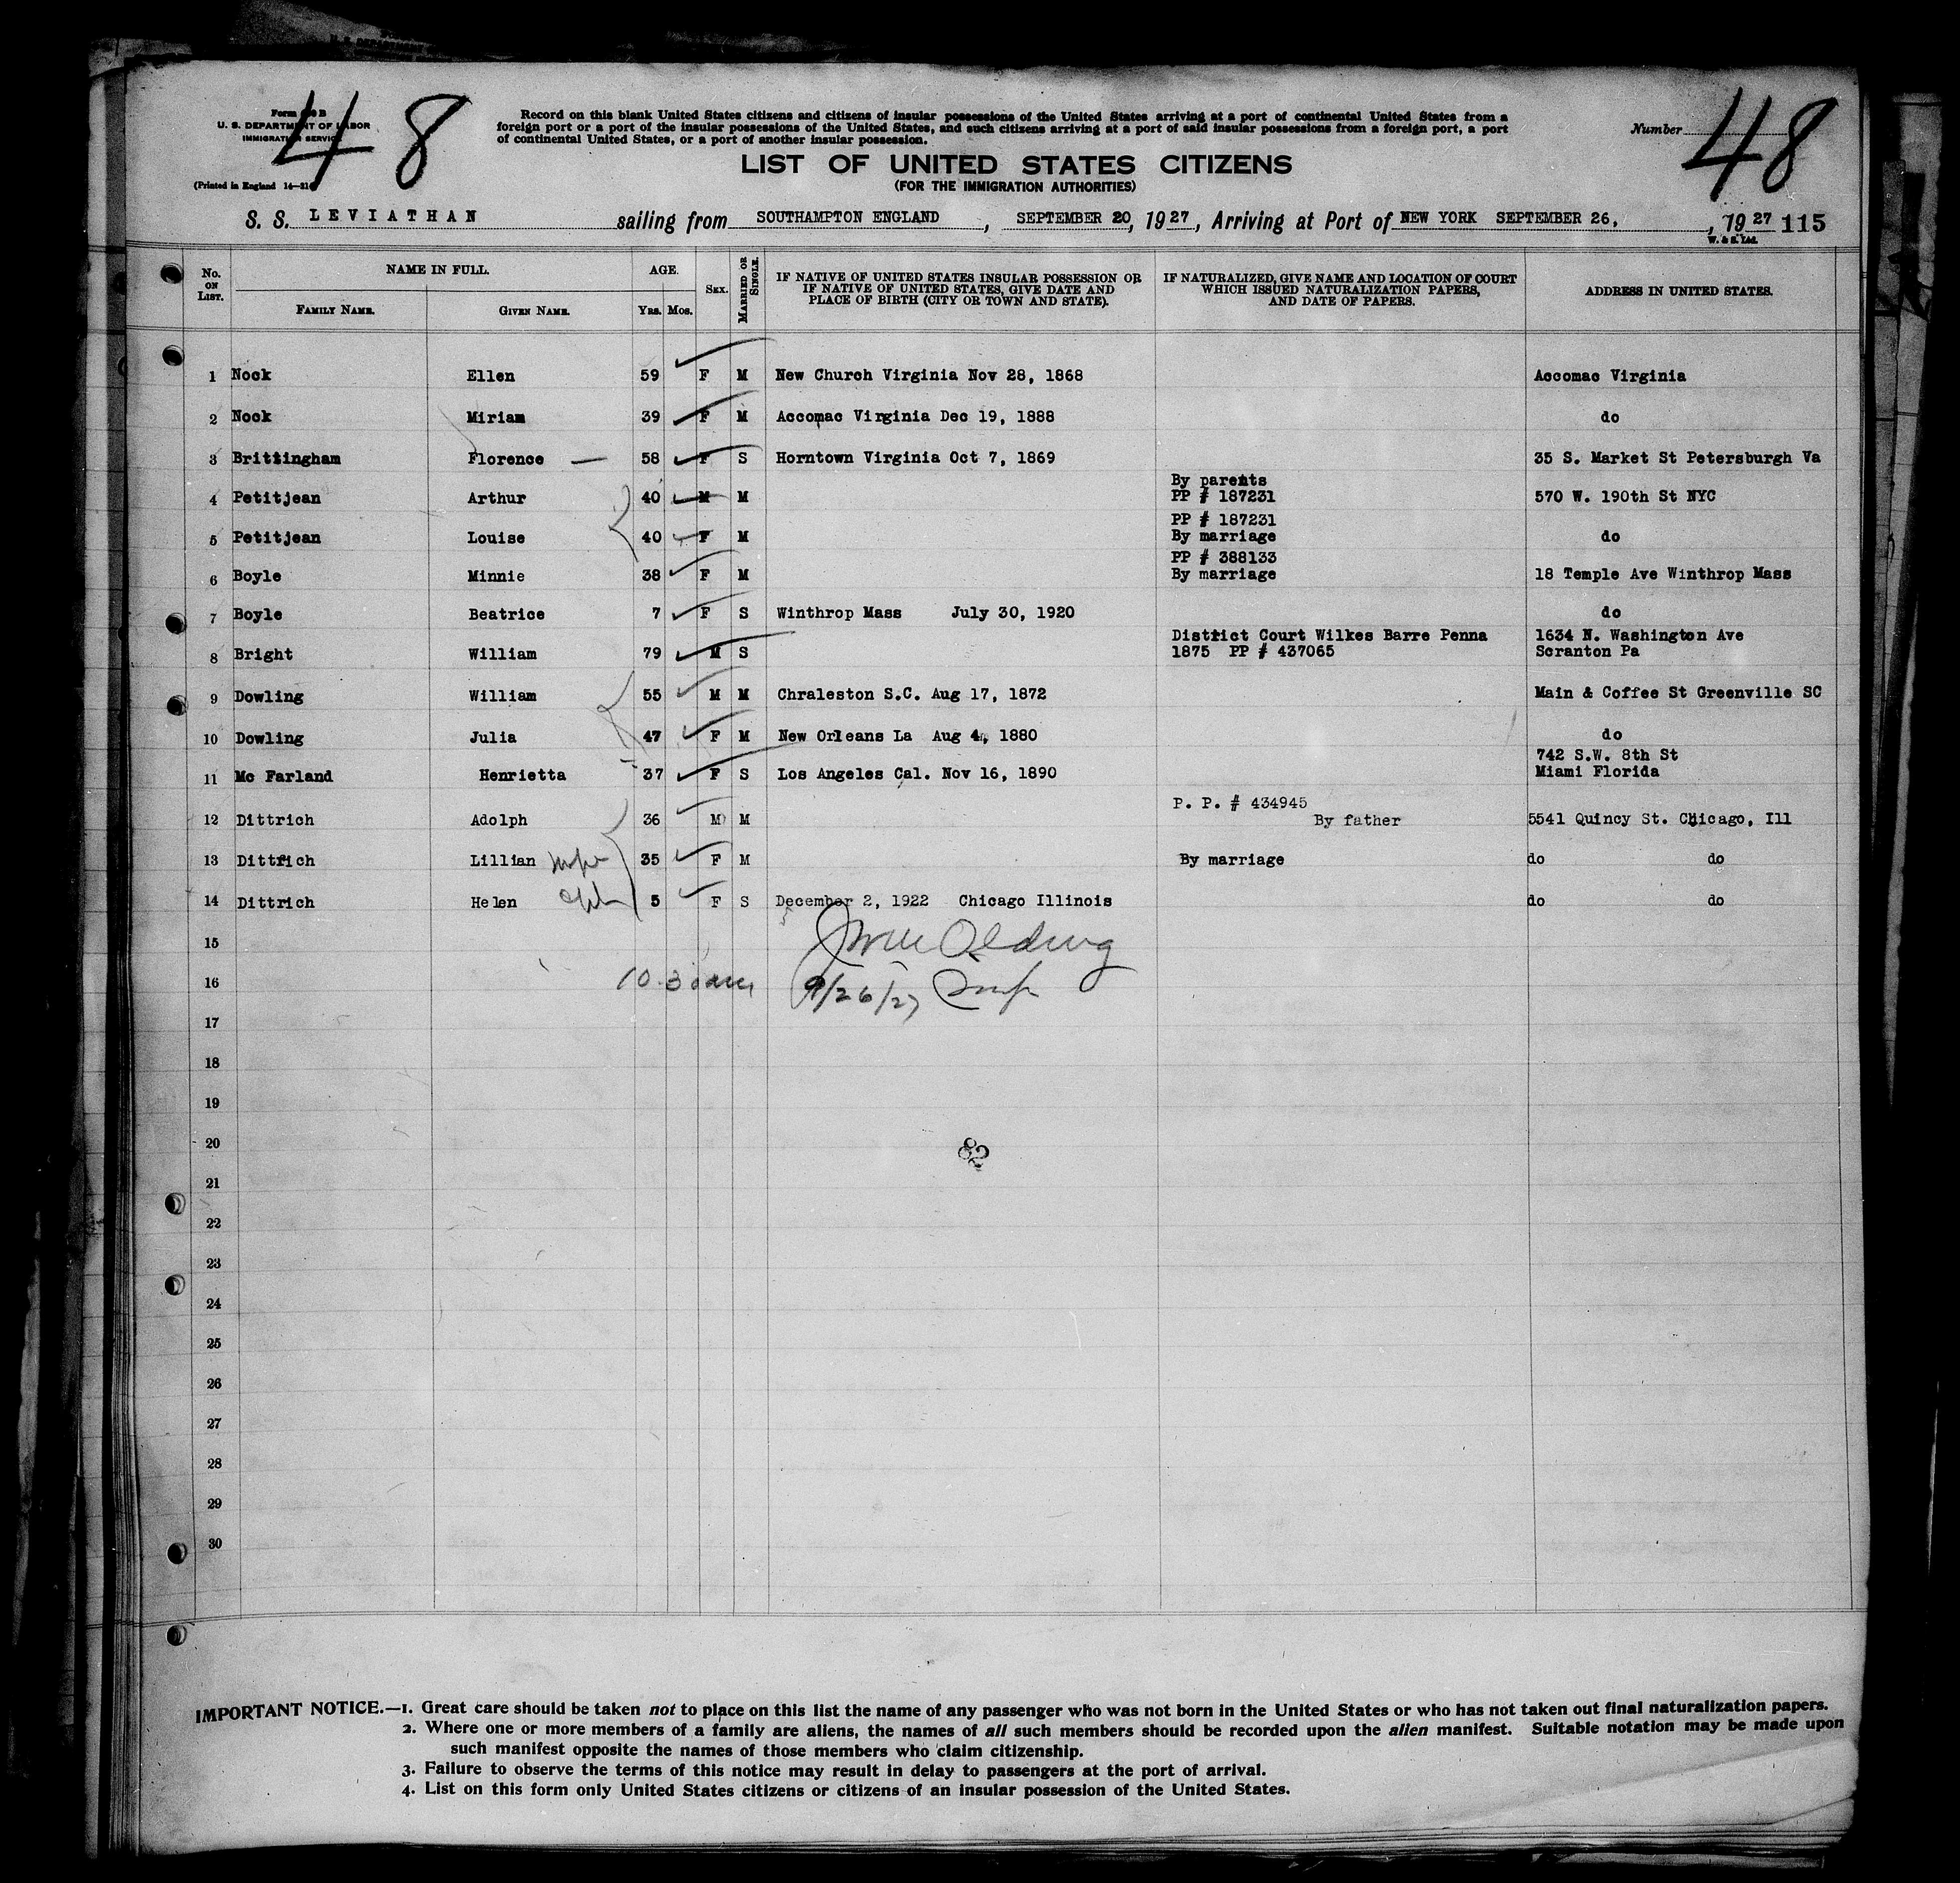 48
Form 630 B
U. S. DEPARTMENT OF LABOR
IMMIGRATION SERVICE
(Printed in England 14—21
Record on this blank United States citizens and citizens of insular possessions of the United States arriving at a port of continental United States from a
foreign port or a port of the insular possessions of the United States, and such citizens arriving at a port of said insular possessions from a foreign port, a port
of continental United States, or a port of another insular possession.
Number 48
LIST OF UNITED STATES CITIZENS
(FOR THE IMMIGRATION AUTHORITIES)
S. S. LEVIATHAN sailing from SOUTHAMPTON ENGLAND, SEPTEMBER 20, 1927, Arriving at Port of NEW YORK SEPTEMBER 26, , 1927 115
W. & S. Ltd.
No. ON LIST. NAME IN FULL. FAMILY NAME. GIVEN NAME. AGE. YRS. MOS. SEX. MARRIED OR SINGLE. IF NATIVE OF UNITED STATES INSULAR POSSESSION OR IF NATIVE OF UNITED STATES, GIVE DATE AND PLACE OF BIRTH (CITY OR TOWN AND STATE). IF NATURALIZED, GIVE NAME AND LOCATION OF COURT WHICH ISSUED NATURALIZATION PAPERS, AND DATE OF PAPERS. ADDRESS IN UNITED STATES.
1 Nock Ellen 59 F M New Church Virginia Nov 28, 1868 Accomac Virginia
2 Nock Miriam 39 F M Accomac Virginia Dec 19, 1888 do
3 Brittingham Florence — 58 F S Horntown Virginia Oct 7, 1869 35 S. Market St Petersburgh Va
By parents
4 Petitjean Arthur 40 M M PP # 187231 570 W. 190th St NYC
PP # 187231
5 Petitjean Louise 40 F M By marriage do
PP # 388133
6 Boyle Minnie 38 F M By marriage 18 Temple Ave Winthrop Mass
7 Boyle Beatrice 7 F S Winthrop Mass July 30, 1920 do
District Court Wilkes Barre Penna 1634 N. Washington Ave
8 Bright William 79 M S 1875 PP # 437065 Scranton Pa
9 Dowling William 55 M M Chraleston S.C. Aug 17, 1872 Main & Coffee St Greenville SC
10 Dowling Julia 47 F M New Orleans La Aug 4, 1880 do
742 S.W. 8th St
11 Mc Farland Henrietta 37 F S Los Angeles Cal. Nov 16, 1890 Miami Florida
P. P. # 434945
12 Dittrich Adolph 36 M M By father 5541 Quincy St. Chicago, Ill
13 Dittrich Lillian 35 F M By marriage do do
14 Dittrich Helen 5 F S December 2, 1922 Chicago Illinois do do
15
16 10.30am 9/26/27 Insp
17
18
19
20
82
21
22
23
24
25
26
27
28
29
30
IMPORTANT NOTICE.—1. Great care should be taken not to place on this list the name of any passenger who was not born in the United States or who has not taken out final naturalization papers.
2. Where one or more members of a family are aliens, the names of all such members should be recorded upon the alien manifest. Suitable notation may be made upon
such manifest opposite the names of those members who claim citizenship.
3. Failure to observe the terms of this notice may result in delay to passengers at the port of arrival.
4. List on this form only United States citizens or citizens of an insular possession of the United States.